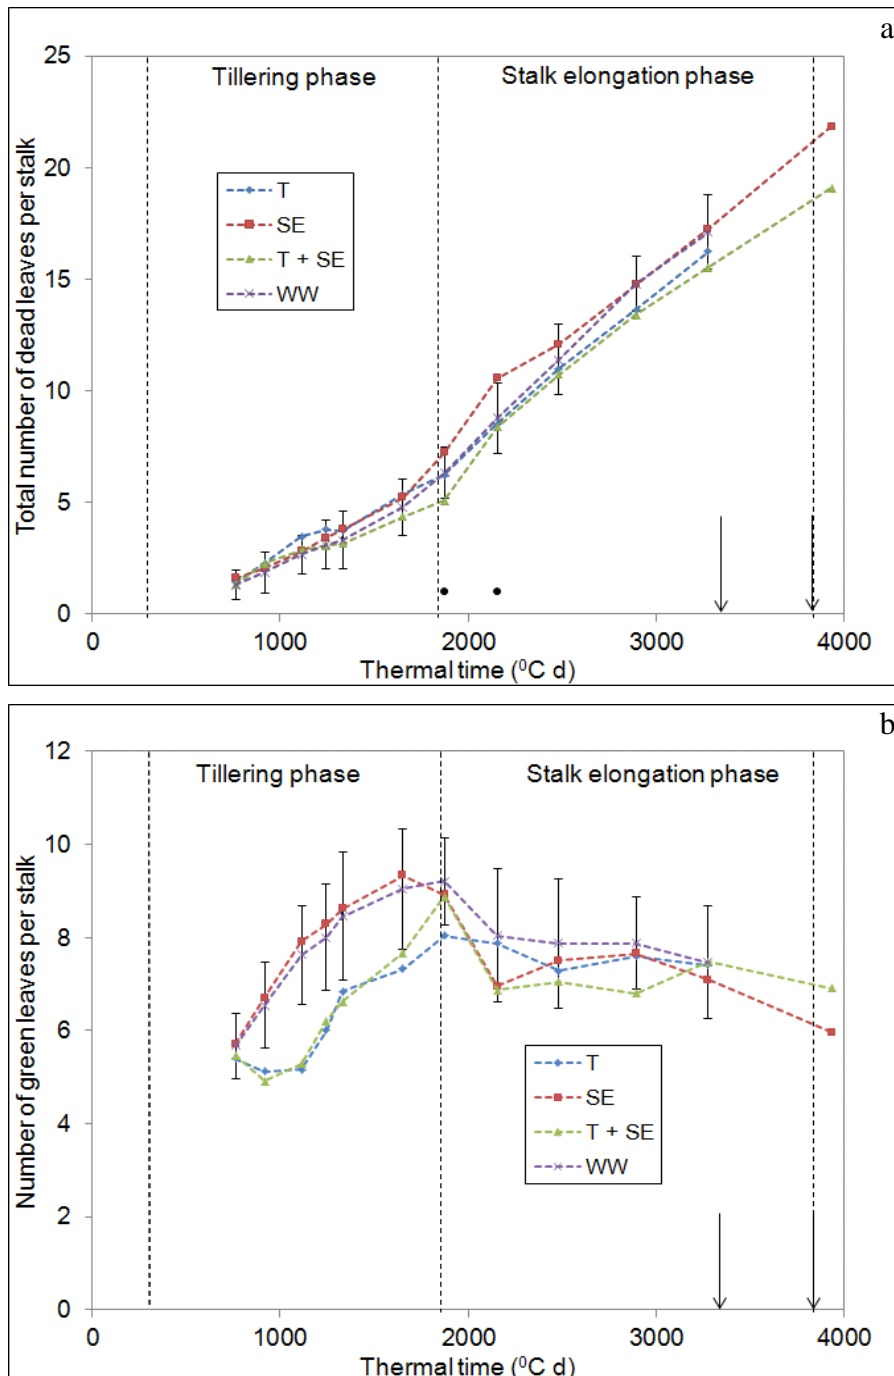 a
25
Tillering phase
Stalk elongation phase
20
T
SE
T + SE
WW
15
10
5
0
0 1000 2000 3000 4000
Total number of dead leaves per stalk
Thermal time (⁰C d)
b
12
Tillering phase
Stalk elongation phase
10
8
6
T
SE
T + SE
WW
4
2
0
0 1000 2000 3000 4000
Number of green leaves per stalk
Thermal time (⁰C d)